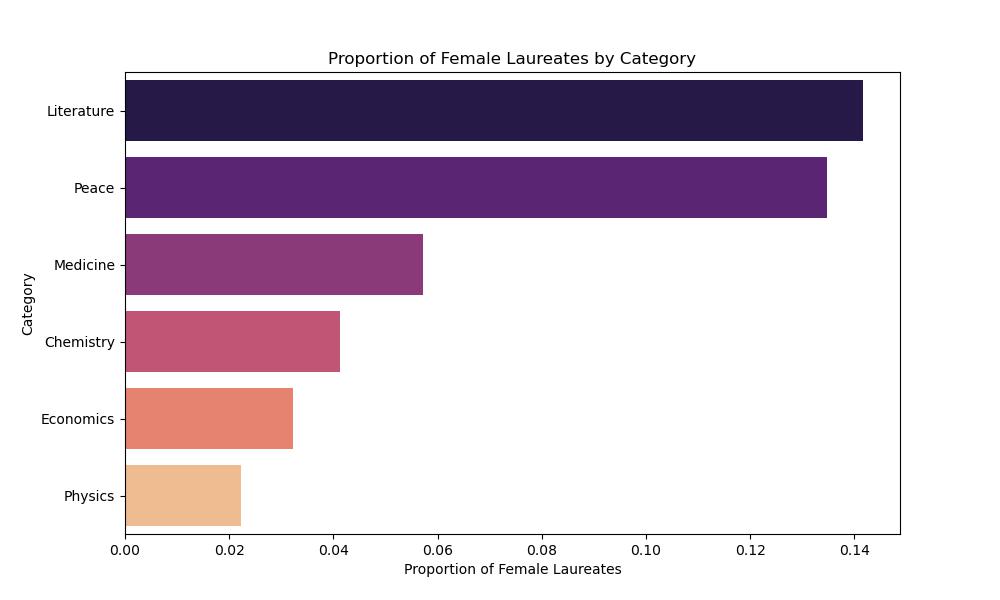 Proportion of Female Laureates by Category
Category
Literature
Peace
Medicine
Chemistry
Economics
Physics
0.00 0.02 0.04 0.06 0.08 0.10 0.12 0.14
Proportion of Female Laureates